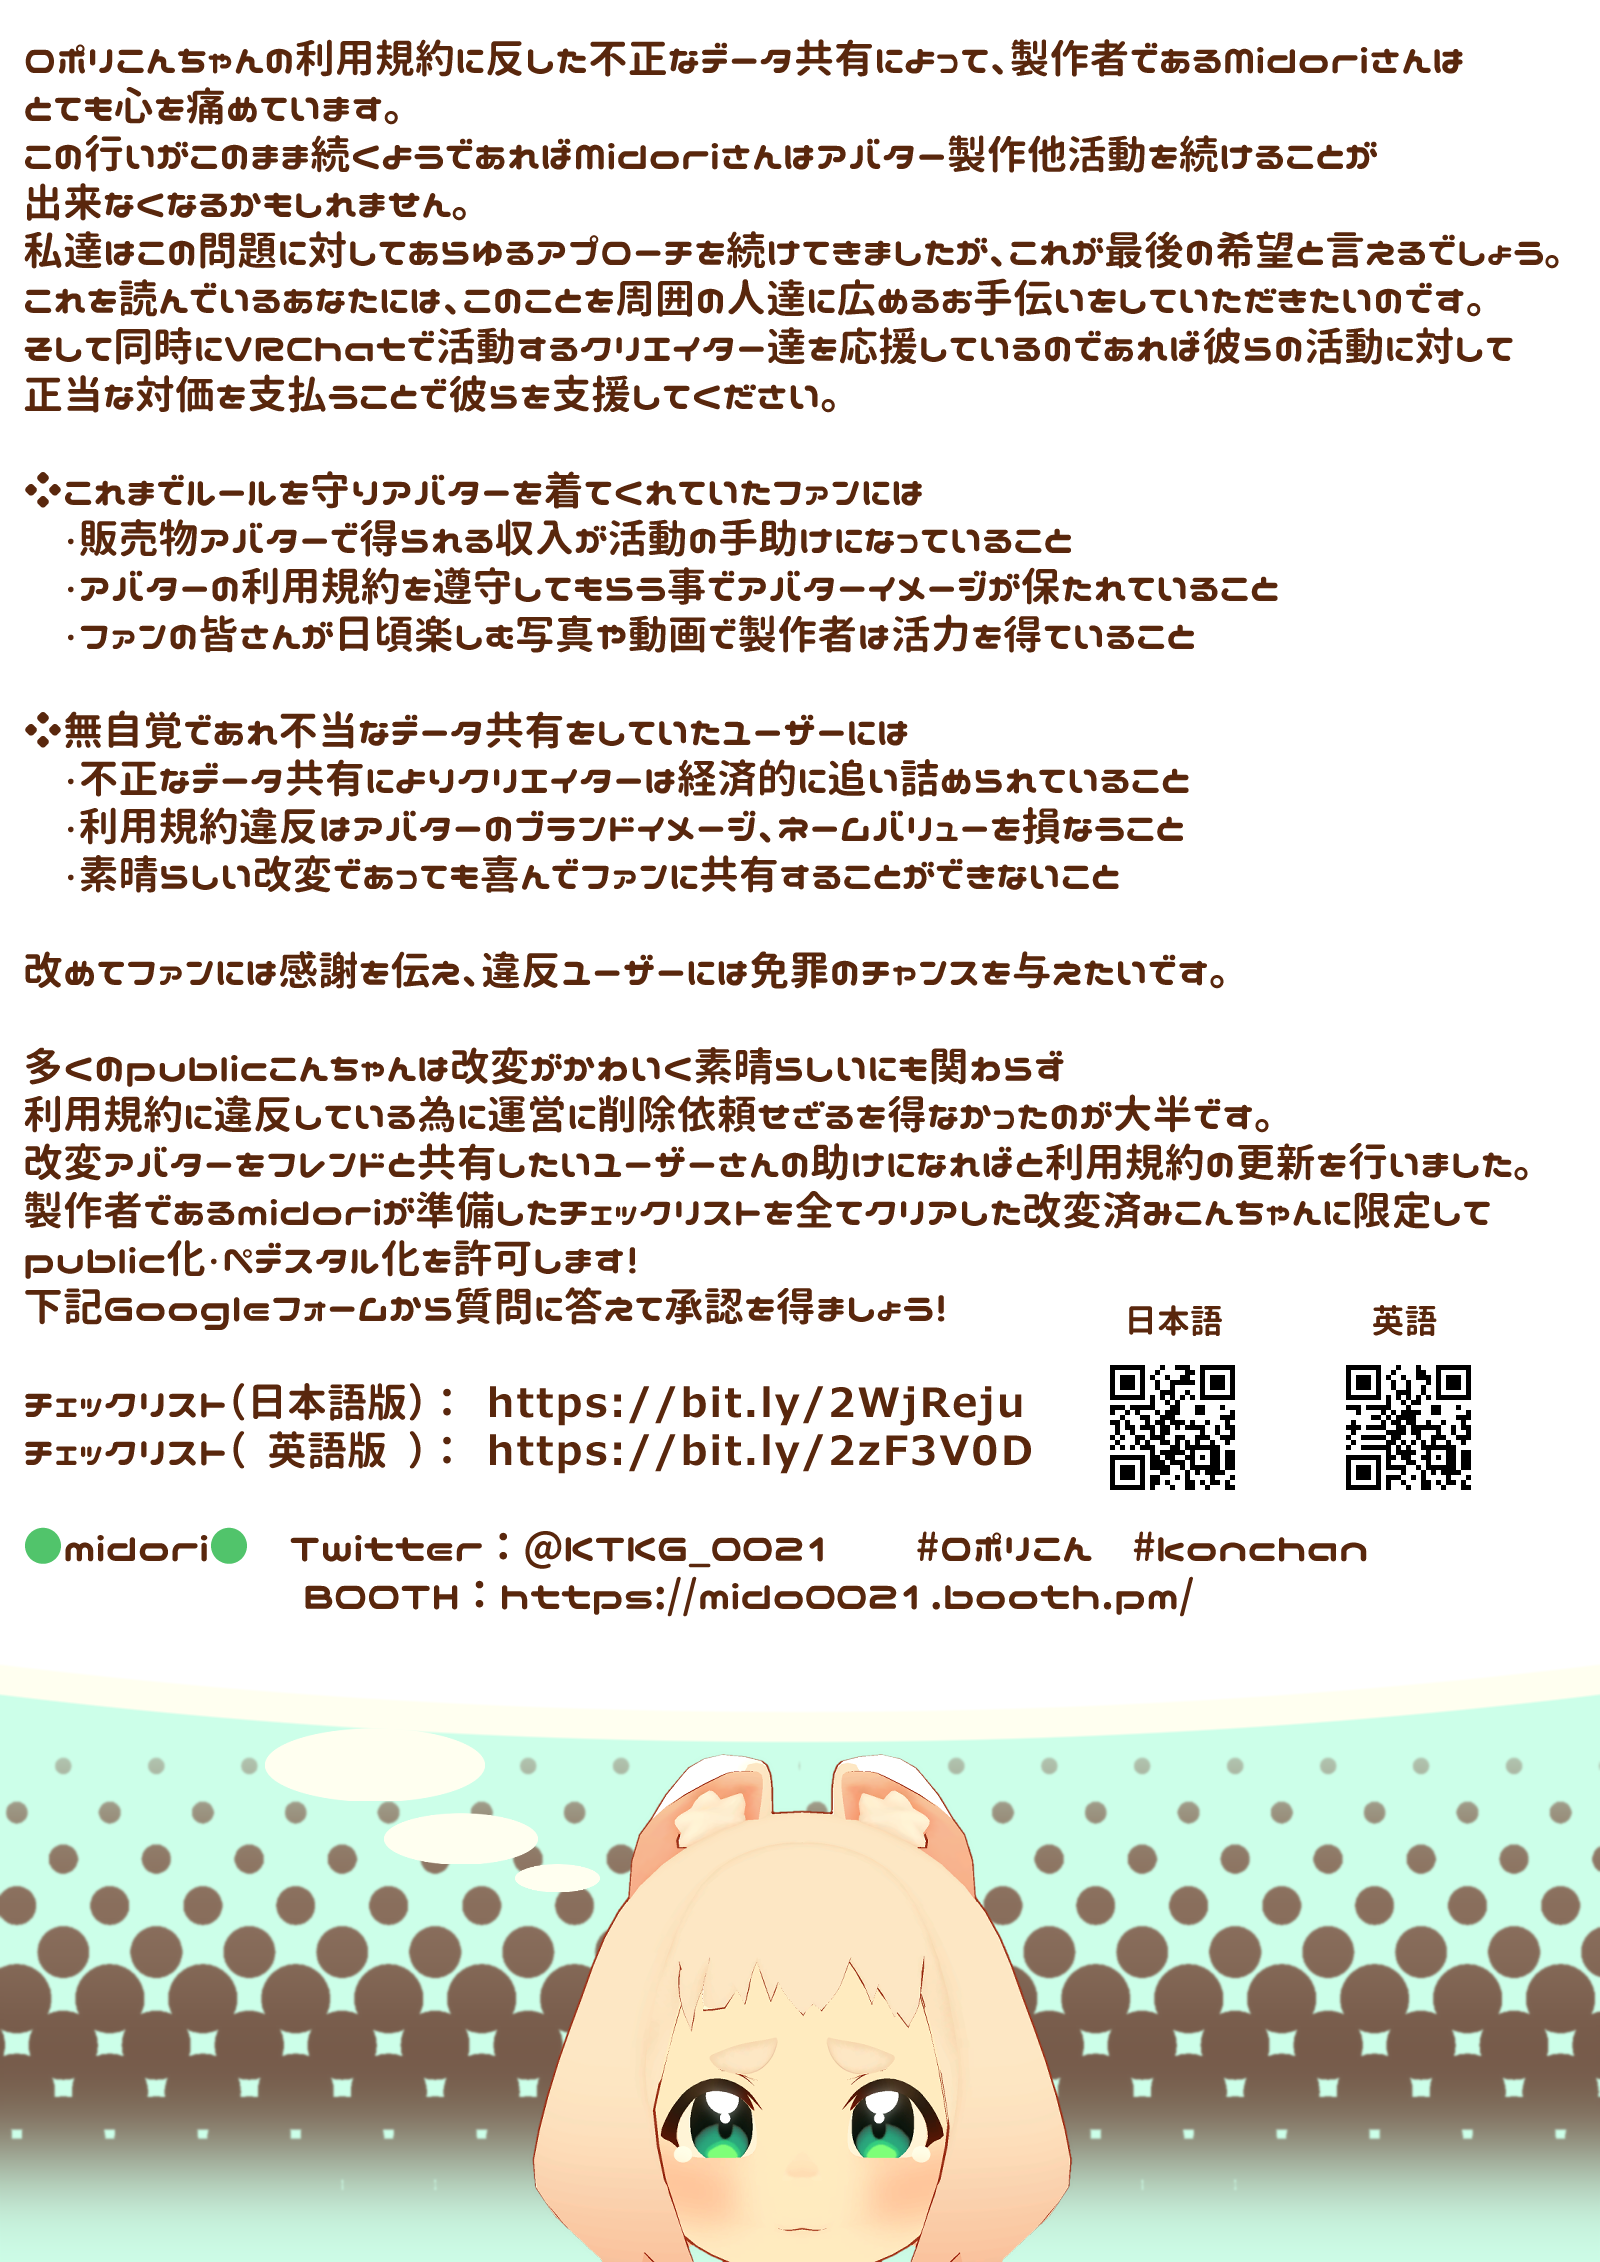 0ポリこんちゃんの利用規約に反した不正なデータ共有によって、製作者であるMidoriさんは
とても心を痛めています。
この行いがこのまま続くようであればMidoriさんはアバター製作他活動を続けることが
出来なくなるかもしれません。
私達はこの問題に対してあらゆるアプローチを続けてきましたが、これが最後の希望と言えるでしょう。
これを読んでいるあなたには、このことを周囲の人達に広めるお手伝いをしていただきたいのです。
そして同時にVRChatで活動するクリエイター達を応援しているのであれば彼らの活動に対して
正当な対価を支払うことで彼らを支援してください。
❖これまでルールを守りアバターを着てくれていたファンには
・販売物アバターで得られる収入が活動の手助けになっていること
・アバターの利用規約を遵守してもらう事でアバターイメージが保たれていること
・ファンの皆さんが日頃楽しむ写真や動画で製作者は活力を得ていること
❖無自覚であれ不当なデータ共有をしていたユーザーには
・不正なデータ共有によりクリエイターは経済的に追い詰められていること
・利用規約違反はアバターのブランドイメージ、ネームバリューを損なうこと
・素晴らしい改変であっても喜んでファンに共有することができないこと
改めてファンには感謝を伝え、違反ユーザーには免罪のチャンスを与えたいです。
多くのpublicこんちゃんは改変がかわいく素晴らしいにも関わらず
利用規約に違反している為に運営に削除依頼せざるを得なかったのが大半です。
改変アバターをフレンドと共有したいユーザーさんの助けになればと利用規約の更新を行いました。
製作者であるmidoriが準備したチェックリストを全てクリアした改変済みこんちゃんに限定して
public化・ペデスタル化を許可します!
下記Googleフォームから質問に答えて承認を得ましょう!
日本語 英語
チェックリスト(日本語版): https://bit.ly/2WjReju
チェックリスト( 英語版 ): https://bit.ly/2zF3V0D
●midori● Twitter:@KTKG_0021 #0ポリこん #konchan
BOOTH:https://mido0021.booth.pm/